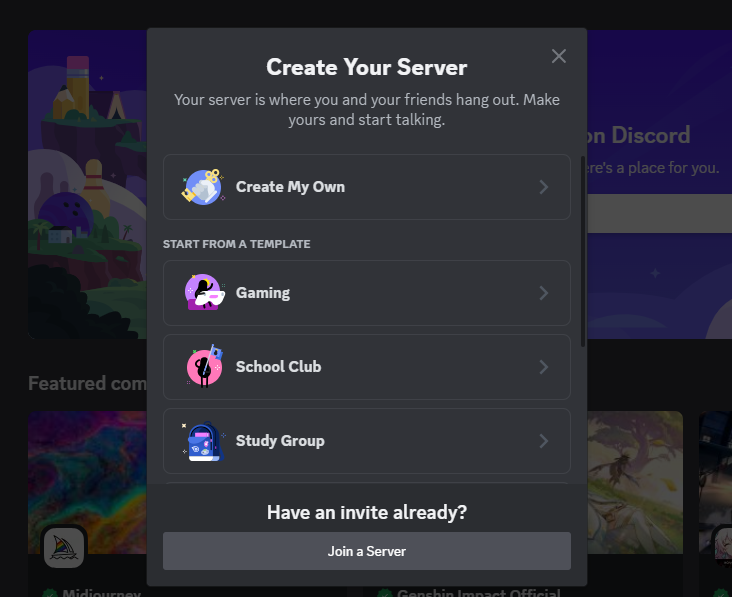 Create Your Server
Your server is where you and your friends hang out. Make
yours and start talking.
on Discord
ere's a place for you.
Create My Own
START FROM A TEMPLATE
Gaming
School Club
Study Group
Featured com
Have an invite already?
Join a Server
Midjourney
Genshin Impact Official